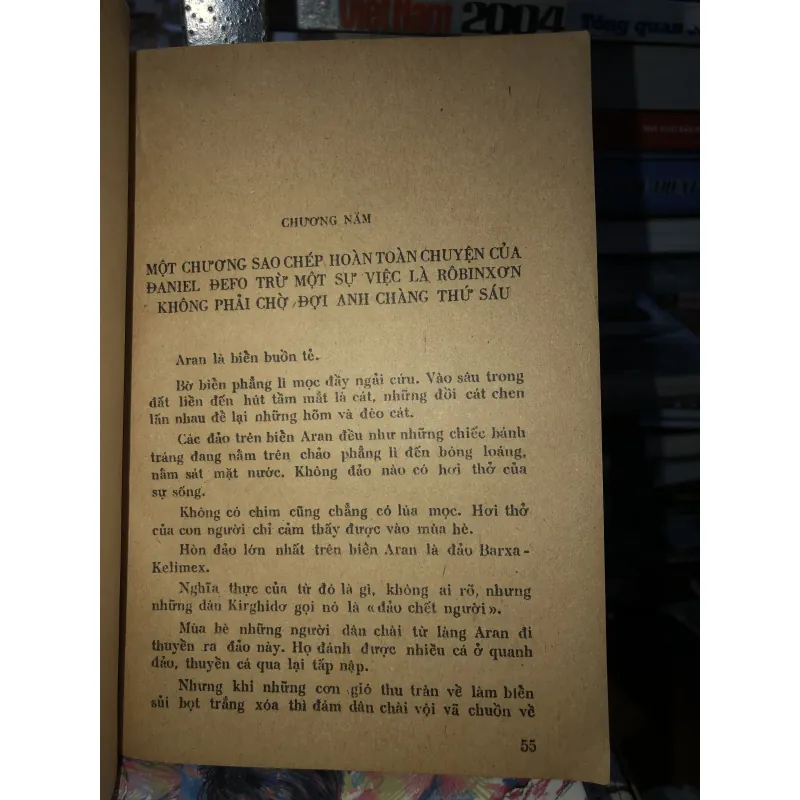 Việt Nam 2004 Tổng quan
CHƯƠNG NĂM
MỘT CHƯƠNG SAO CHÉP HOÀN TOÀN CHUYỆN CỦA
ĐANIEL ĐEFO TRỪ MỘT SỰ VIỆC LÀ RÔBINXƠN
KHÔNG PHẢI CHỜ ĐỢI ANH CHÀNG THỨ SÁU
Aran là biển buồn tẻ.
Bờ biển phẳng lì mọc đầy ngải cứu. Vào sâu trong
đất liền đến hút tầm mắt là cát, những đồi cát chen
lấn nhau để lại những hõm và đèo cát.
Các đảo trên biển Aran đều như những chiếc bánh
tráng đang nằm trên chảo phẳng lì đến bóng loáng,
nằm sát mặt nước. Không đảo nào có hơi thở của
sự sống.
Không có chim cũng chẳng có lúa mọc. Hơi thở
của con người chỉ cảm thấy được vào mùa hè.
Hòn đảo lớn nhất trên biển Aran là đảo Barxa-
Kelimex.
Nghĩa thực của từ đó là gì, không ai rõ, nhưng
những dân Kirghidơ gọi nó là «đảo chết người».
Mùa hè những người dân chài từ làng Aran đi
thuyền ra đảo này. Họ đánh được nhiều cá ở quanh
đảo, thuyền cá qua lại tấp nập.
Nhưng khi những cơn gió thu tràn về làm biển
sủi bọt trắng xóa thì đám dân chài vội vã chuồn về
55